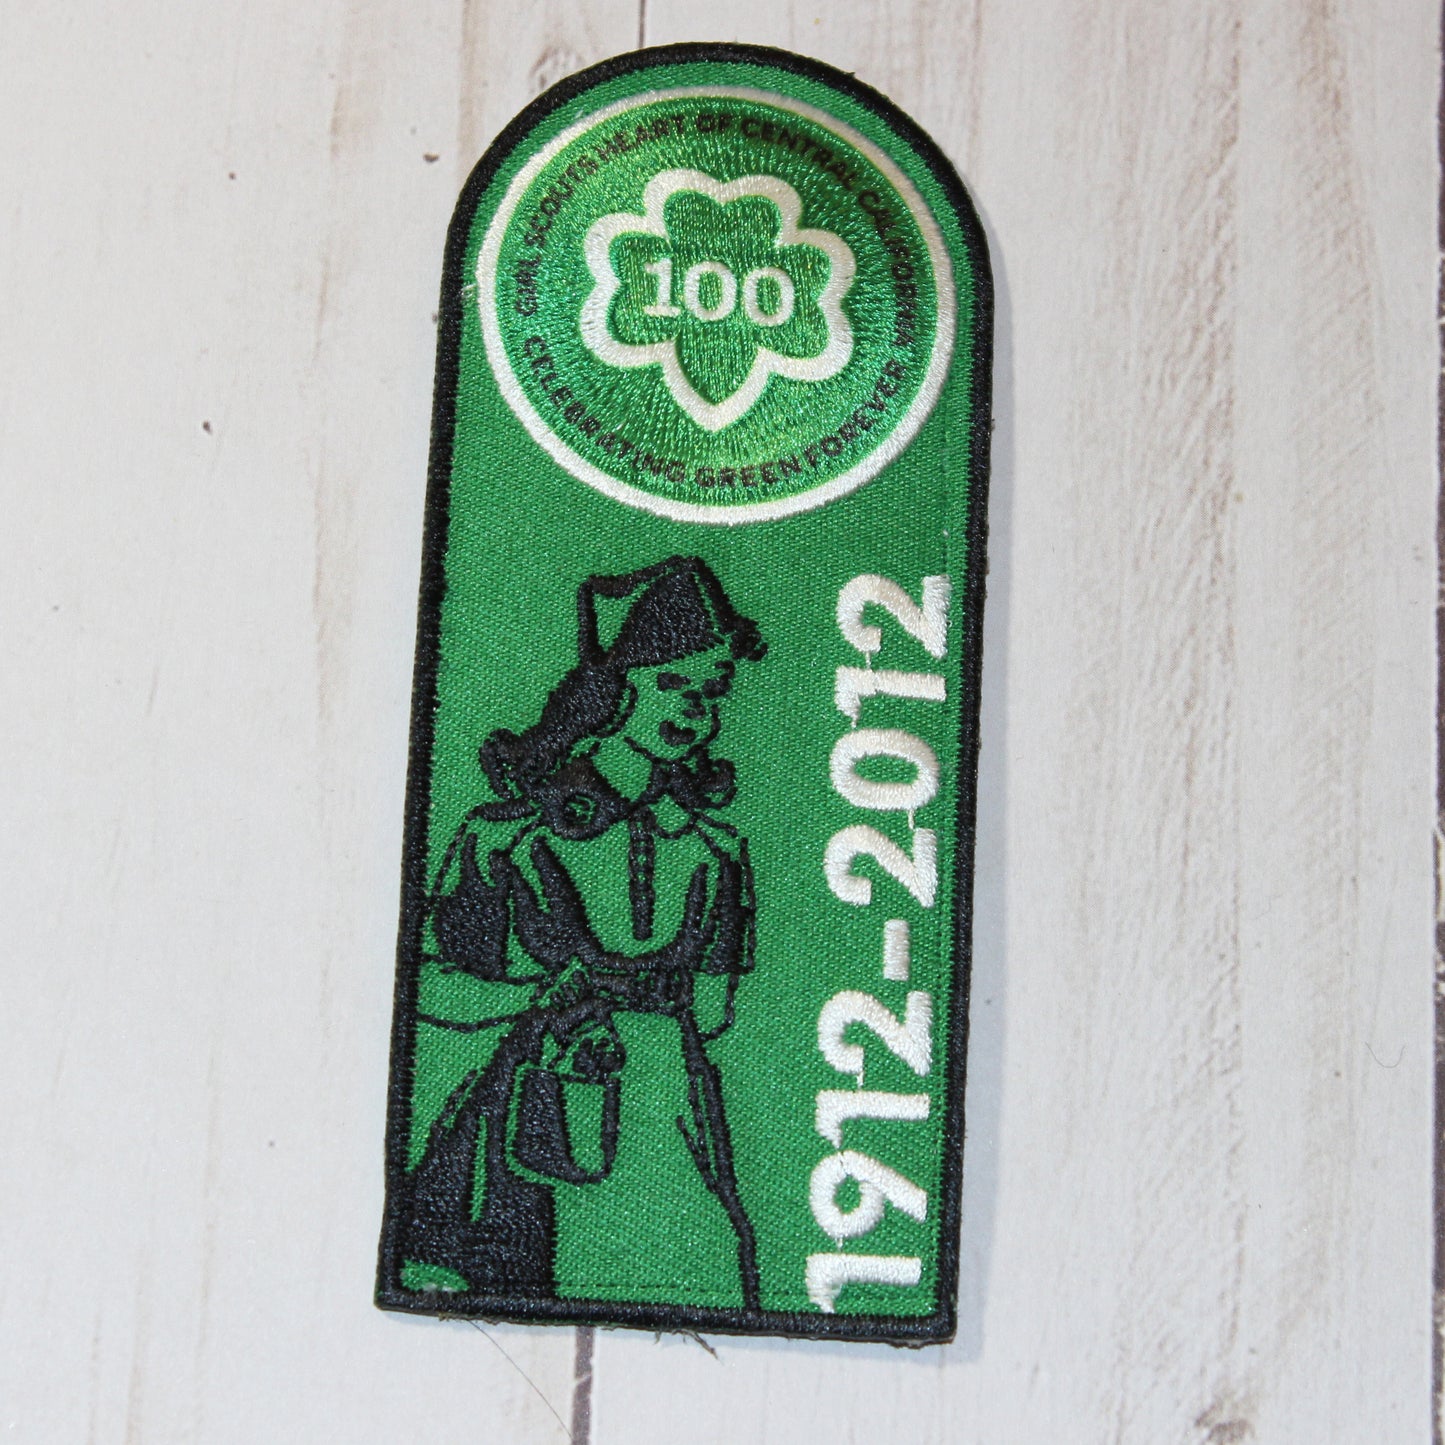 GIRL SCOUTS HEART OF CENTRAL CALIFORNIA
100
CELEBRATING GREEN FOREVER
1912-2012